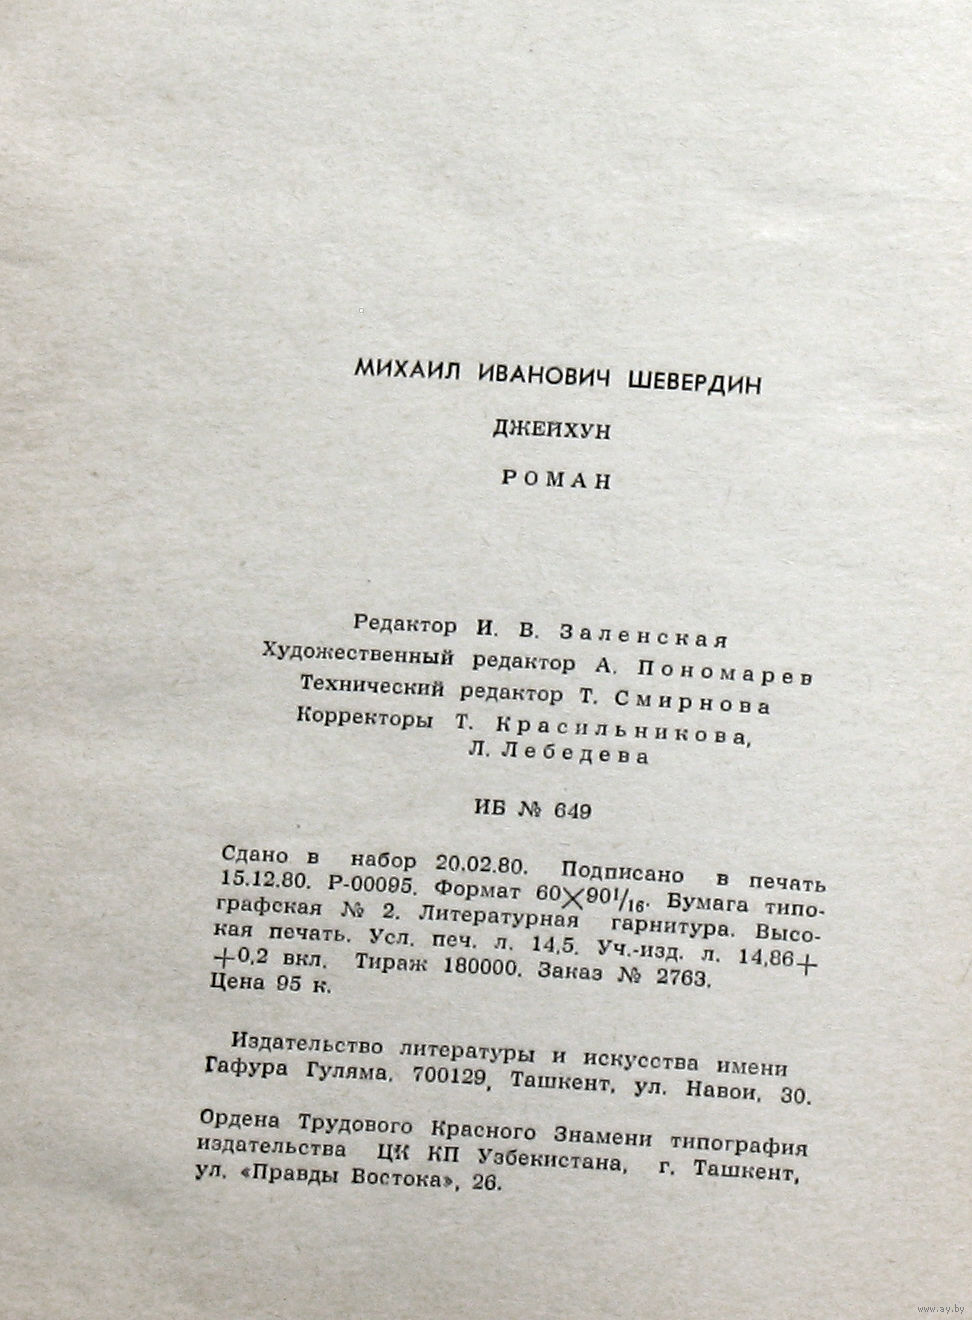 МИХАИЛ ИВАНОВИЧ ШЕВЕРДИН
ДЖЕЙХУН
РОМАН
Редактор И. В. Заленская
Художественный редактор А. Пономарев
Технический редактор Т. Смирнова
Корректоры Т. Красильникова,
Л. Лебедева
ИБ № 649
Сдано в набор 20.02.80. Подписано в печать
15.12.80. Р-00095. Формат 60×90¹/₁₆. Бумага типо-
графская № 2. Литературная гарнитура. Высо-
кая печать. Усл. печ. л. 14,5. Уч.-изд. л. 14,86+
+0,2 вкл. Тираж 180000. Заказ № 2763.
Цена 95 к.
Издательство литературы и искусства имени
Гафура Гуляма. 700129, Ташкент, ул. Навои, 30.
Ордена Трудового Красного Знамени типография
издательства ЦК КП Узбекистана, г. Ташкент,
ул. «Правды Востока», 26.
www.ay.by